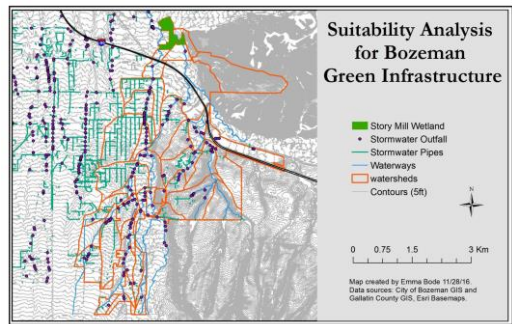 Suitability Analysis
for Bozeman
Green Infrastructure
Story Mill Wetland
Stormwater Outfall
Stormwater Pipes
Waterways
watersheds
Contours (5ft)
N
0 0.75 1.5 3 Km
Map created by Emma Bode 11/28/16.
Data sources: City of Bozeman GIS and
Gallatin County GIS, Esri Basemaps.